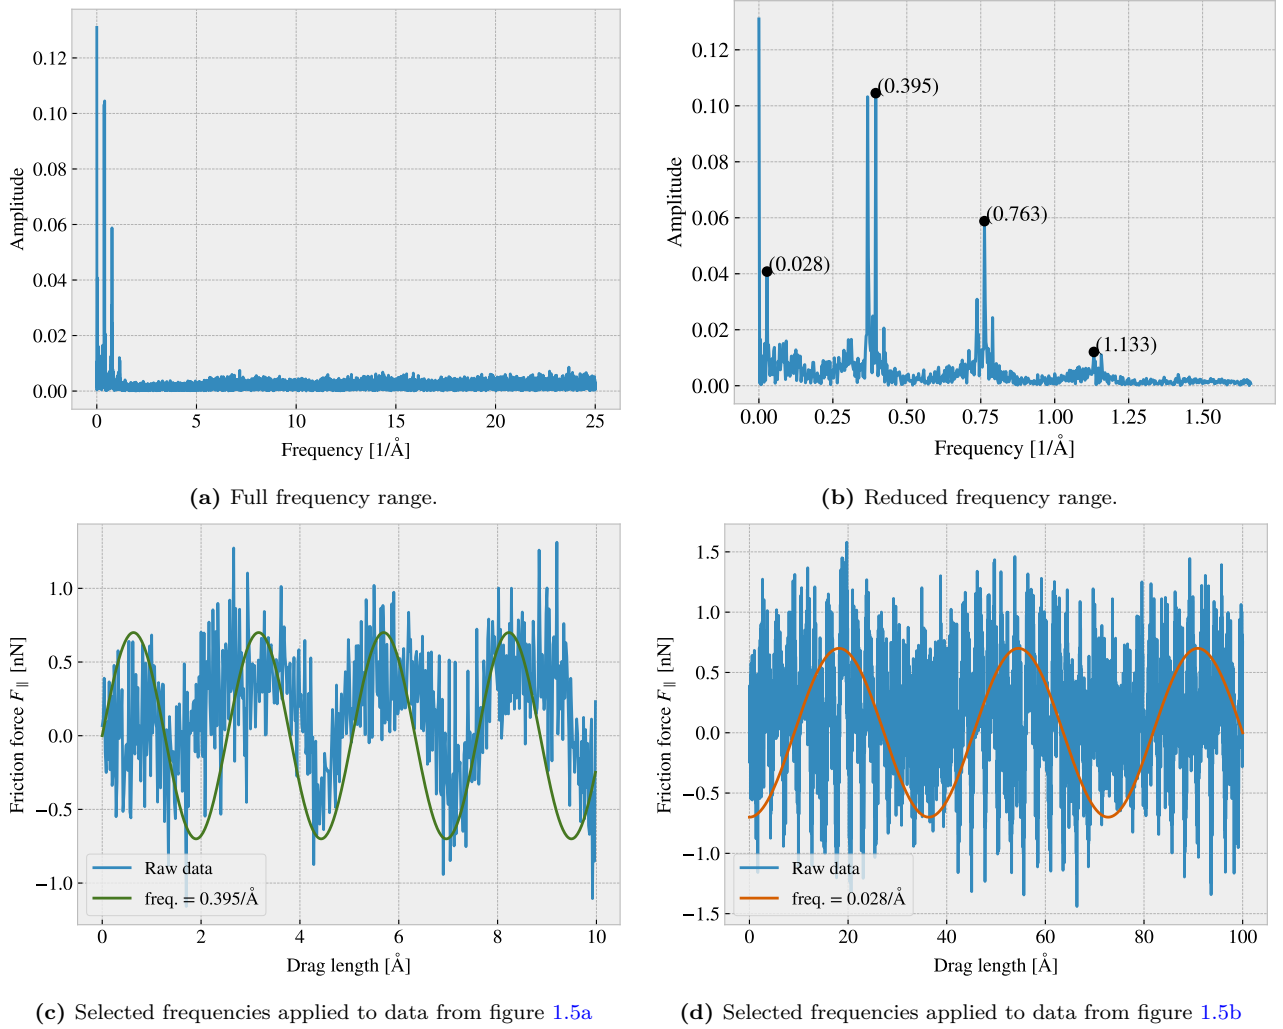 0.12
0.10
0.08
0.06
0.04
0.02
0.00
Amplitude
0 5 10 15 20 25
Frequency [1/Å]
(a) Full frequency range.
0.12
0.10
0.08
0.06
0.04
0.02
0.00
Amplitude
(0.395)
(0.763)
(0.028)
(1.133)
0.00 0.25 0.50 0.75 1.00 1.25 1.50
Frequency [1/Å]
(b) Reduced frequency range.
1.0
0.5
0.0
−0.5
−1.0
Friction force F∥ [nN]
Raw data
freq. = 0.395/Å
0 2 4 6 8 10
Drag length [Å]
(c) Selected frequencies applied to data from figure 1.5a
1.5
1.0
0.5
0.0
−0.5
−1.0
−1.5
Friction force F∥ [nN]
Raw data
freq. = 0.028/Å
0 20 40 60 80 100
Drag length [Å]
(d) Selected frequencies applied to data from figure 1.5b